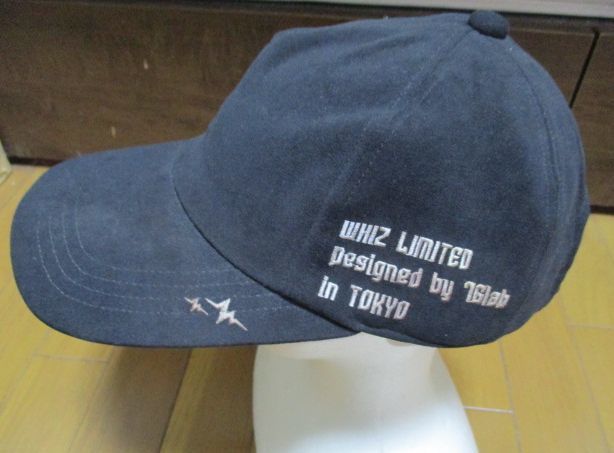 WHIZ LIMITED
Designed by 16lab
in TOKYO